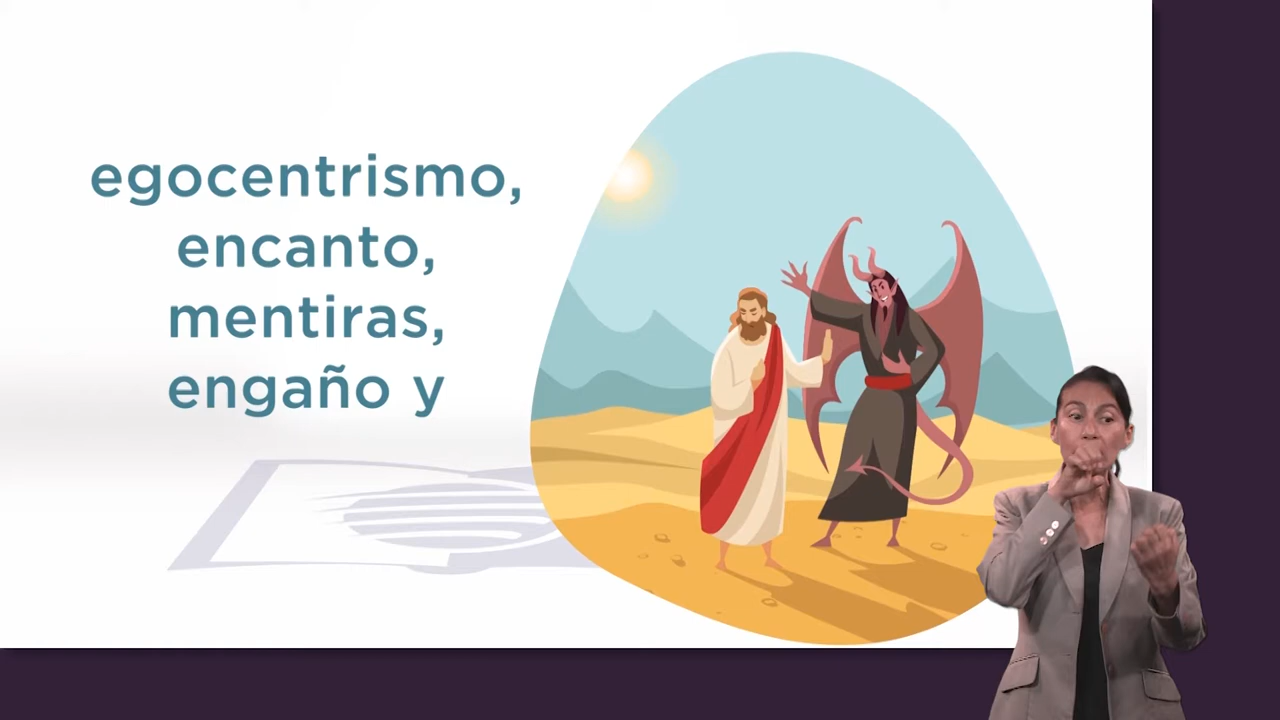 egocentrismo,
encanto,
mentiras,
engaño y